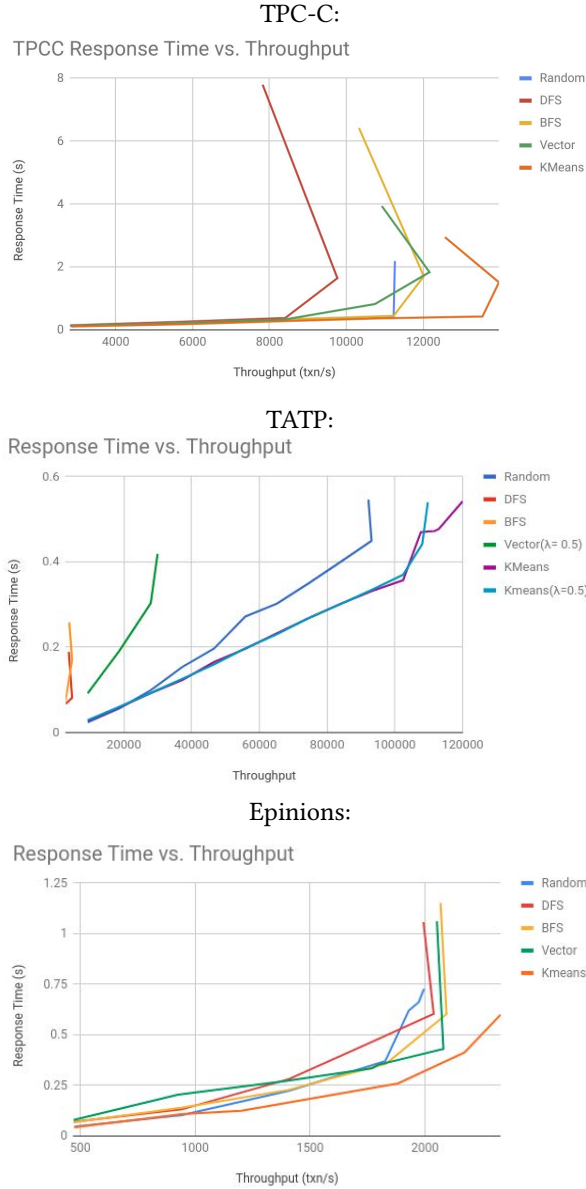 TPC-C:
TPCC Response Time vs. Throughput
8
6
4
2
0
Response Time (s)
4000 6000 8000 10000 12000
Throughput (txn/s)
Random
DFS
BFS
Vector
KMeans
TATP:
Response Time vs. Throughput
0.6
0.4
0.2
0
Response Time (s)
20000 40000 60000 80000 100000 120000
Throughput
Random
DFS
BFS
Vector(λ= 0.5)
KMeans
Kmeans(λ=0.5)
Epinions:
Response Time vs. Throughput
1.25
1
0.75
0.5
0.25
0
Response Time (s)
500 1000 1500 2000
Throughput (txn/s)
Random
DFS
BFS
Vector
Kmeans